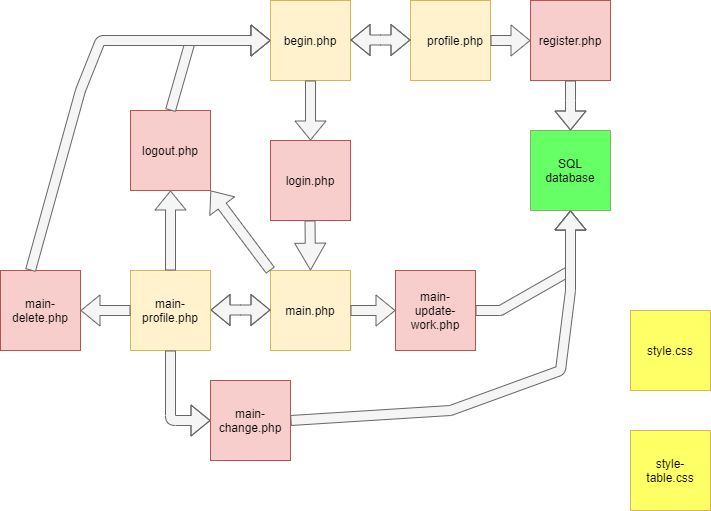 begin.php
profile.php
register.php
logout.php
login.php
SQL
database
main-
delete.php
main-
profile.php
main.php
main-
update-
work.php
style.css
main-
change.php
style-
table.css